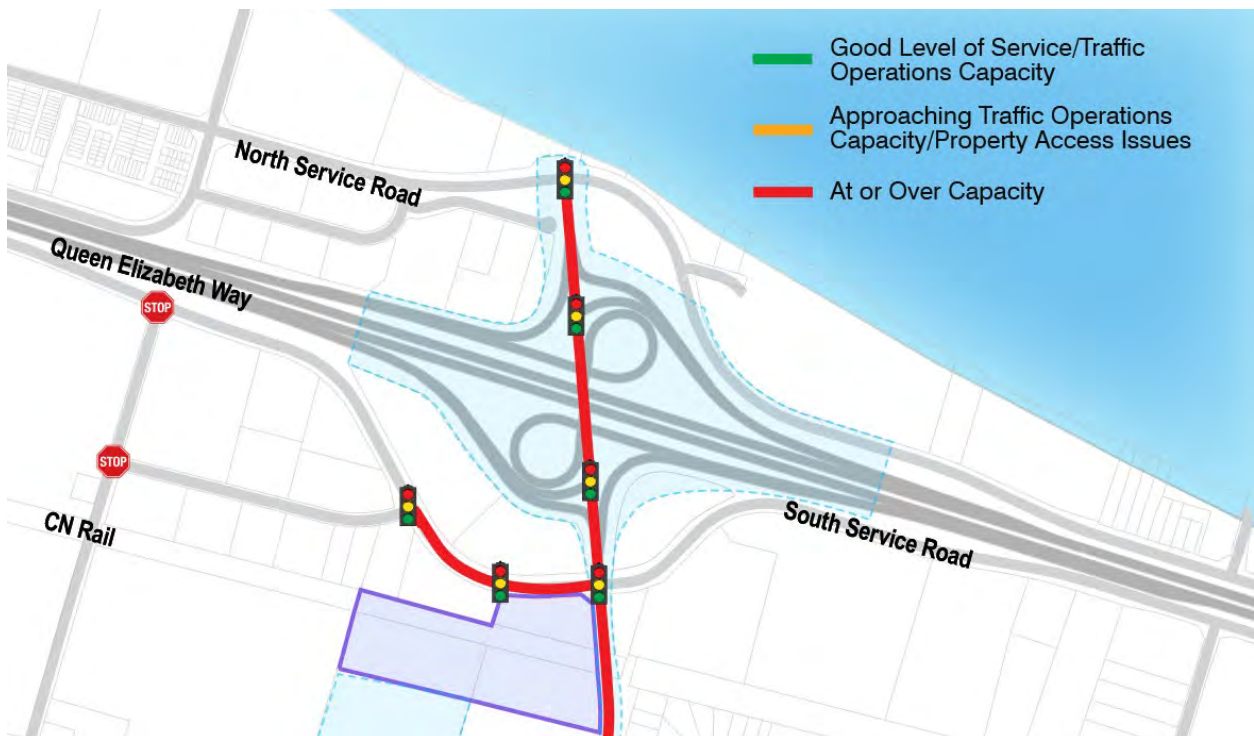 Good Level of Service/Traffic
Operations Capacity
Approaching Traffic Operations
Capacity/Property Access Issues
At or Over Capacity
North Service Road
Queen Elizabeth Way
STOP
STOP
CN Rail
South Service Road